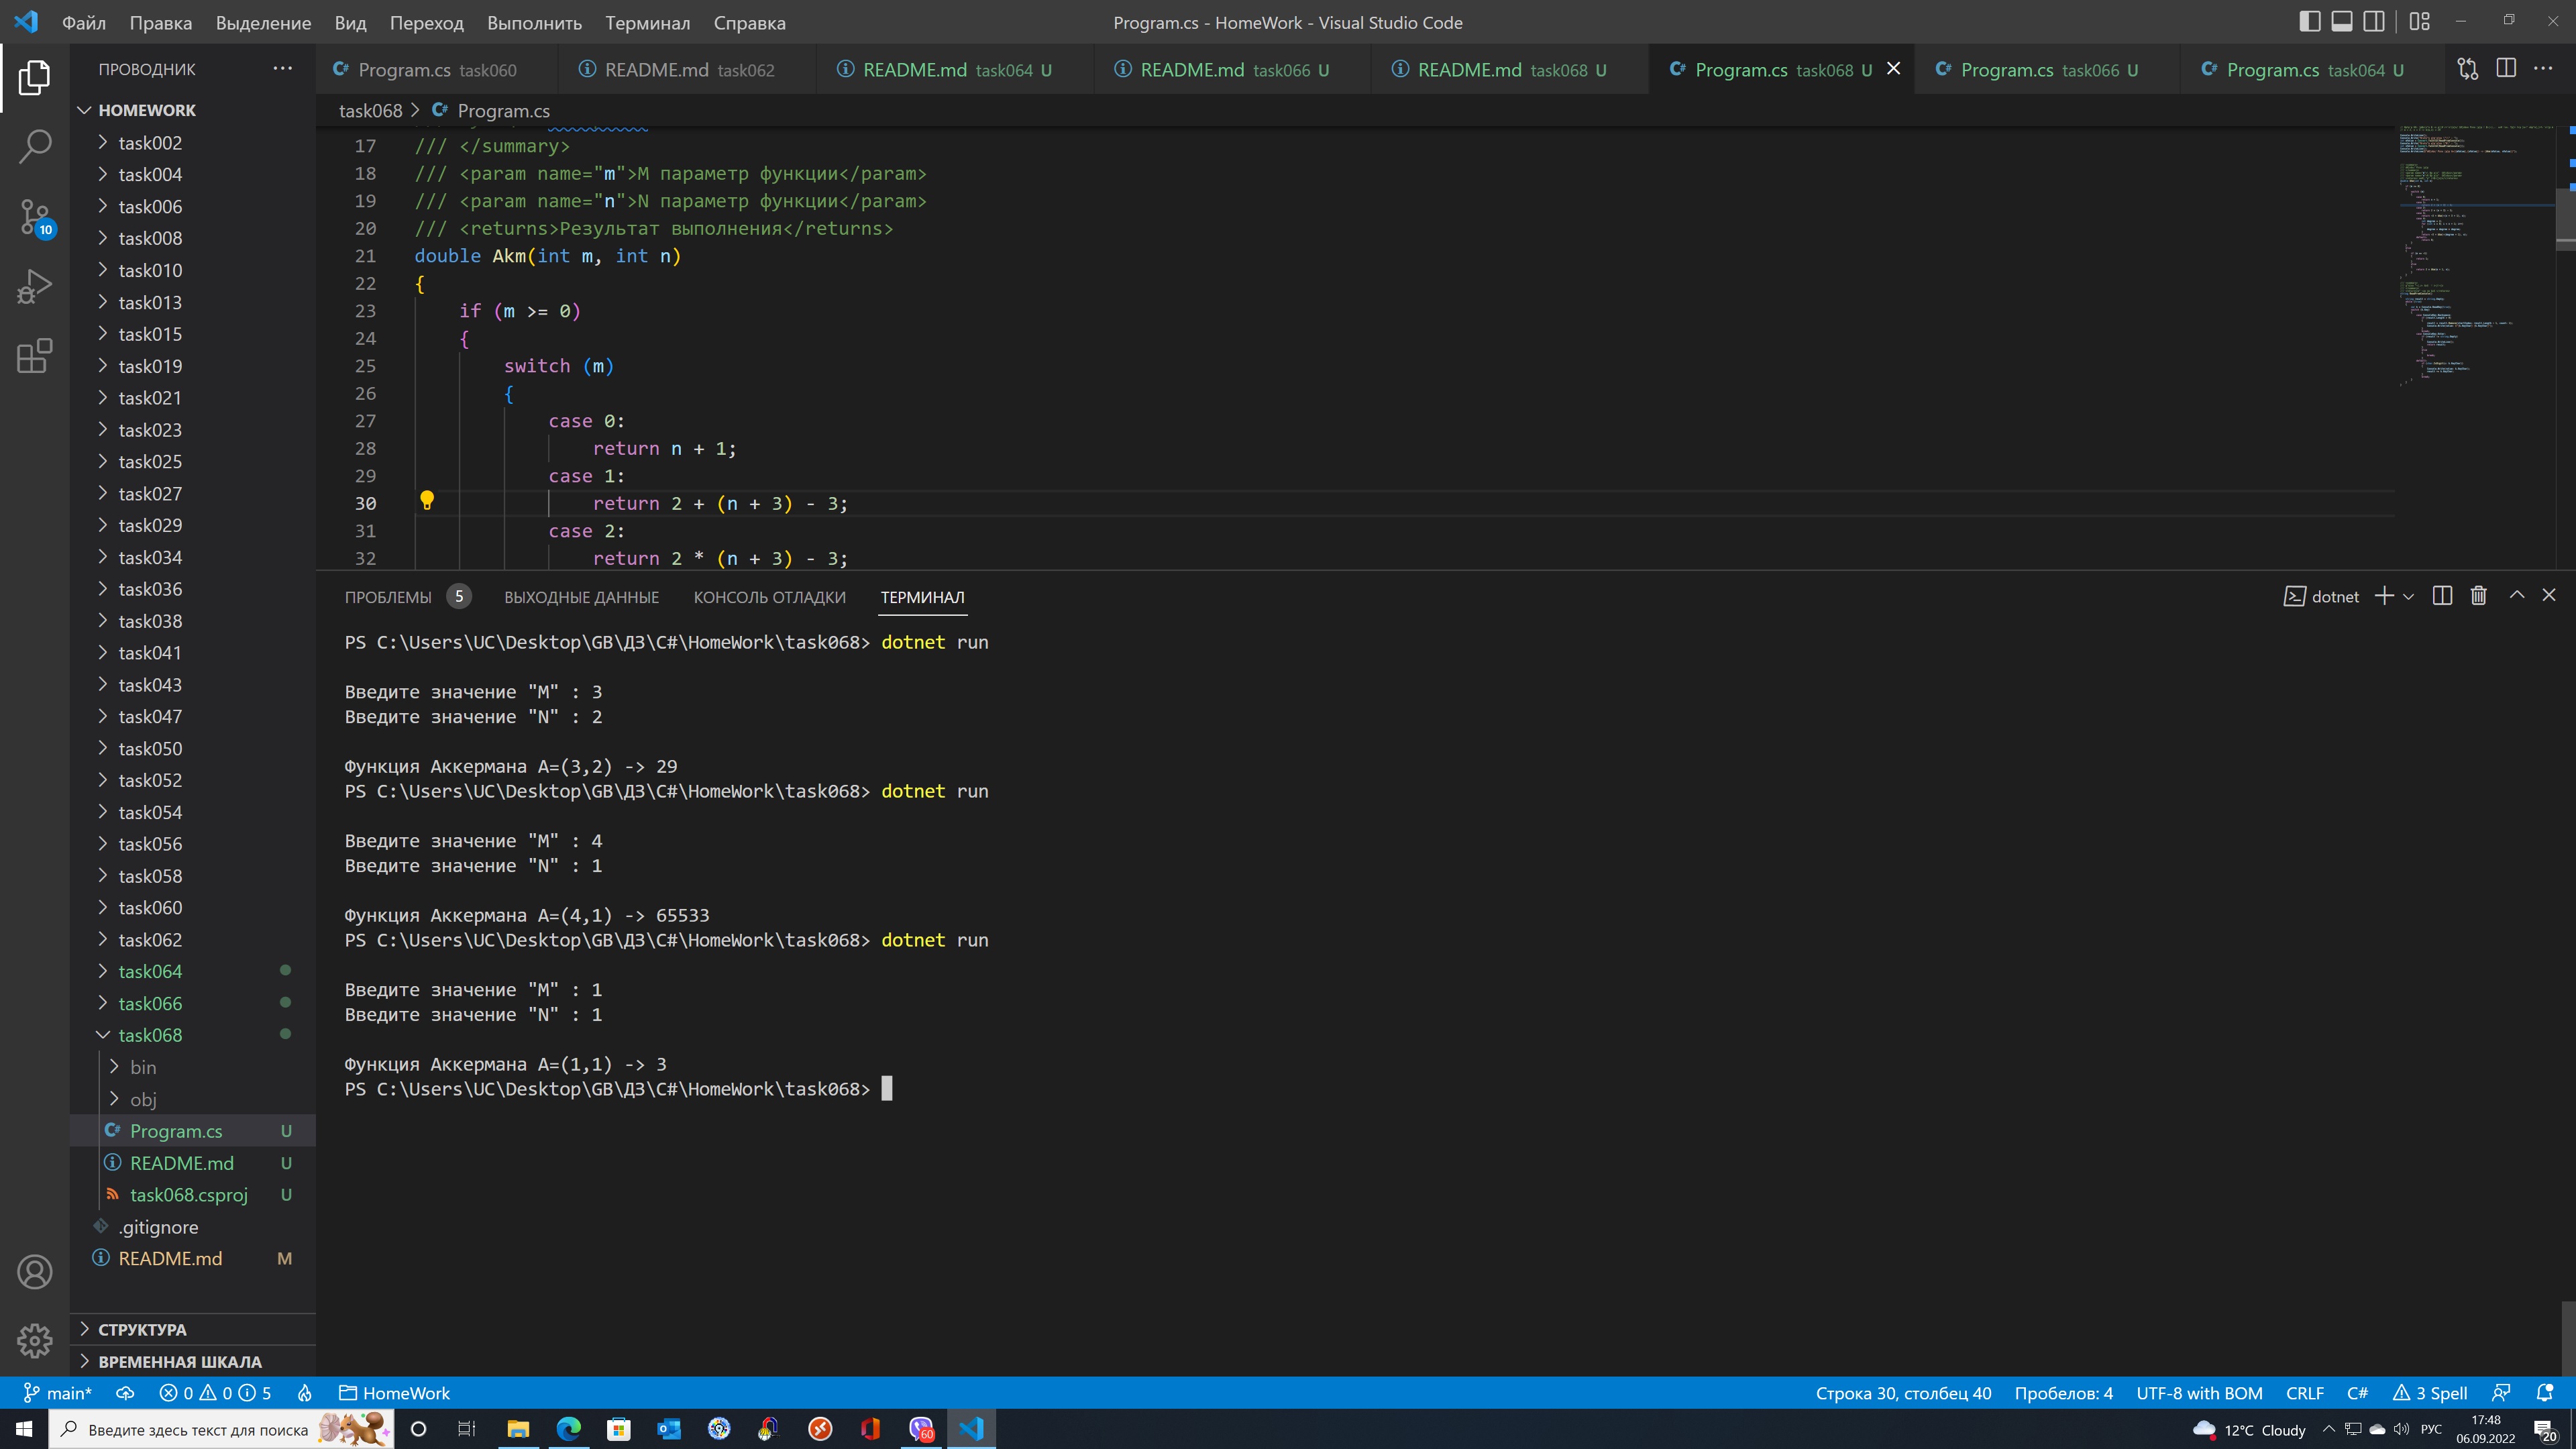 Файл Правка Выделение Вид Переход Выполнить Терминал Справка
Program.cs - HomeWork - Visual Studio Code
ПРОВОДНИК
Program.cs task060
README.md task062
README.md task064 U
README.md task066 U
README.md task068 U
Program.cs task068 U
Program.cs task066 U
Program.cs task064 U
HOMEWORK
task002
task004
task006
task008
task010
task013
task015
task019
task021
task023
task025
task027
task029
task034
task036
task038
task041
task043
task047
task050
task052
task054
task056
task058
task060
task062
task064
task066
task068
bin
obj
Program.cs U
README.md U
task068.csproj U
.gitignore
README.md M
СТРУКТУРА
ВРЕМЕННАЯ ШКАЛА
10
task068 > Program.cs
17 /// </summary>
18 /// <param name="m">M параметр функции</param>
19 /// <param name="n">N параметр функции</param>
20 /// <returns>Результат выполнения</returns>
21 double Akm(int m, int n)
22 {
23 if (m >= 0)
24 {
25 switch (m)
26 {
27 case 0:
28 return n + 1;
29 case 1:
30 return 2 + (n + 3) - 3;
31 case 2:
32 return 2 * (n + 3) - 3;
ПРОБЛЕМЫ 5 ВЫХОДНЫЕ ДАННЫЕ КОНСОЛЬ ОТЛАДКИ ТЕРМИНАЛ
dotnet
PS C:\Users\UC\Desktop\GB\ДЗ\C#\HomeWork\task068> dotnet run
Введите значение "M" : 3
Введите значение "N" : 2
Функция Аккермана A=(3,2) -> 29
PS C:\Users\UC\Desktop\GB\ДЗ\C#\HomeWork\task068> dotnet run
Введите значение "M" : 4
Введите значение "N" : 1
Функция Аккермана A=(4,1) -> 65533
PS C:\Users\UC\Desktop\GB\ДЗ\C#\HomeWork\task068> dotnet run
Введите значение "M" : 1
Введите значение "N" : 1
Функция Аккермана A=(1,1) -> 3
PS C:\Users\UC\Desktop\GB\ДЗ\C#\HomeWork\task068>
main* 0 0 5 HomeWork
Строка 30, столбец 40 Пробелов: 4 UTF-8 with BOM CRLF C# 3 Spell
Введите здесь текст для поиска
60
12°C Cloudy
РУС
17:48
06.09.2022
20